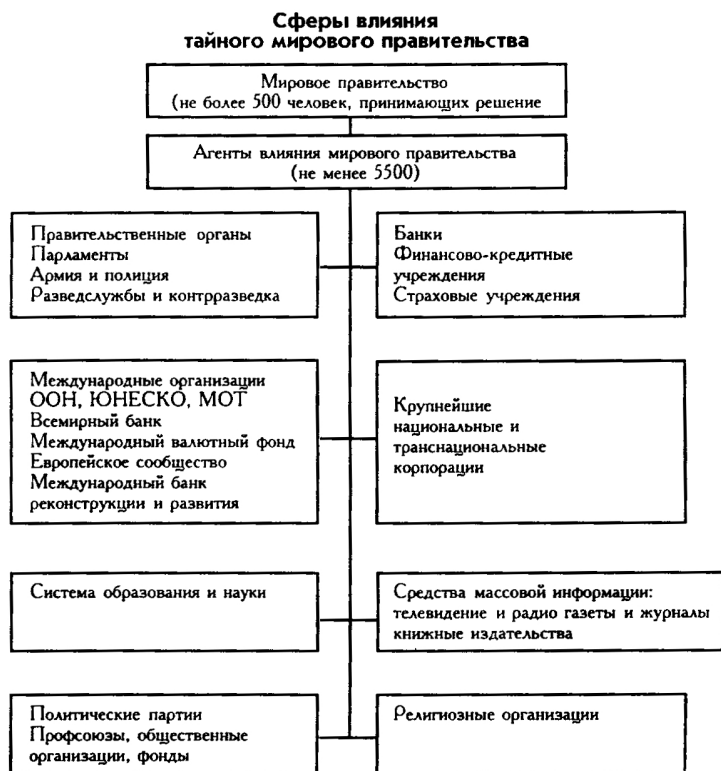 Сферы влияния
тайного мирового правительства
Мировое правительство
(не более 500 человек, принимающих решение
Агенты влияния мирового правительства
(не менее 5500)
Правительственные органы
Парламенты
Армия и полиция
Разведслужбы и контрразведка
Банки
Финансово-кредитные
учреждения
Страховые учреждения
Международные организации
ООН, ЮНЕСКО, МОТ
Всемирный банк
Международный валютный фонд
Европейское сообщество
Международный банк
реконструкции и развития
Крупнейшие
национальные и
транснациональные
корпорации
Система образования и науки
Средства массовой информации:
телевидение и радио газеты и журналы
книжные издательства
Политические партии
Профсоюзы, общественные
организации, фонды
Религиозные организации